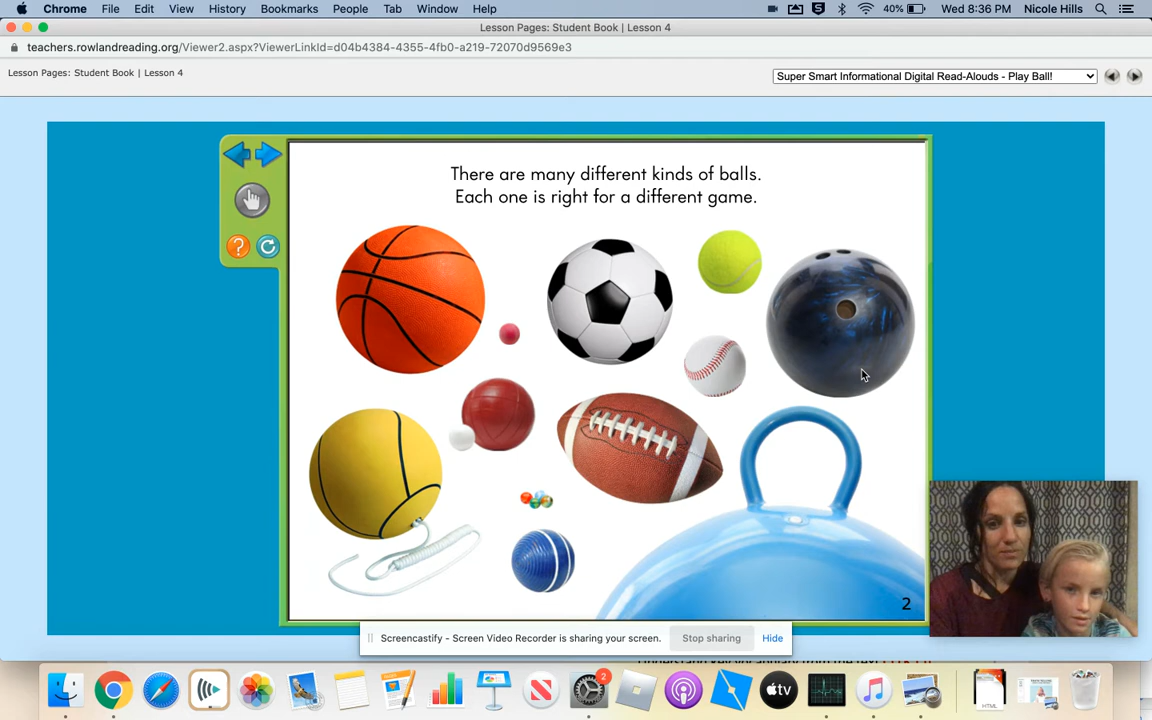 Chrome File Edit View History Bookmarks People Tab Window Help
40% Wed 8:36 PM Nicole Hills
Lesson Pages: Student Book | Lesson 4
teachers.rowlandreading.org/Viewer2.aspx?ViewerLinkId=d04b4384-4355-4fb0-a219-72070d9569e3
Lesson Pages: Student Book | Lesson 4
Super Smart Informational Digital Read-Alouds - Play Ball!
There are many different kinds of balls.
Each one is right for a different game.
?
2
Screencastify - Screen Video Recorder is sharing your screen. Stop sharing Hide
2
tv
HTML